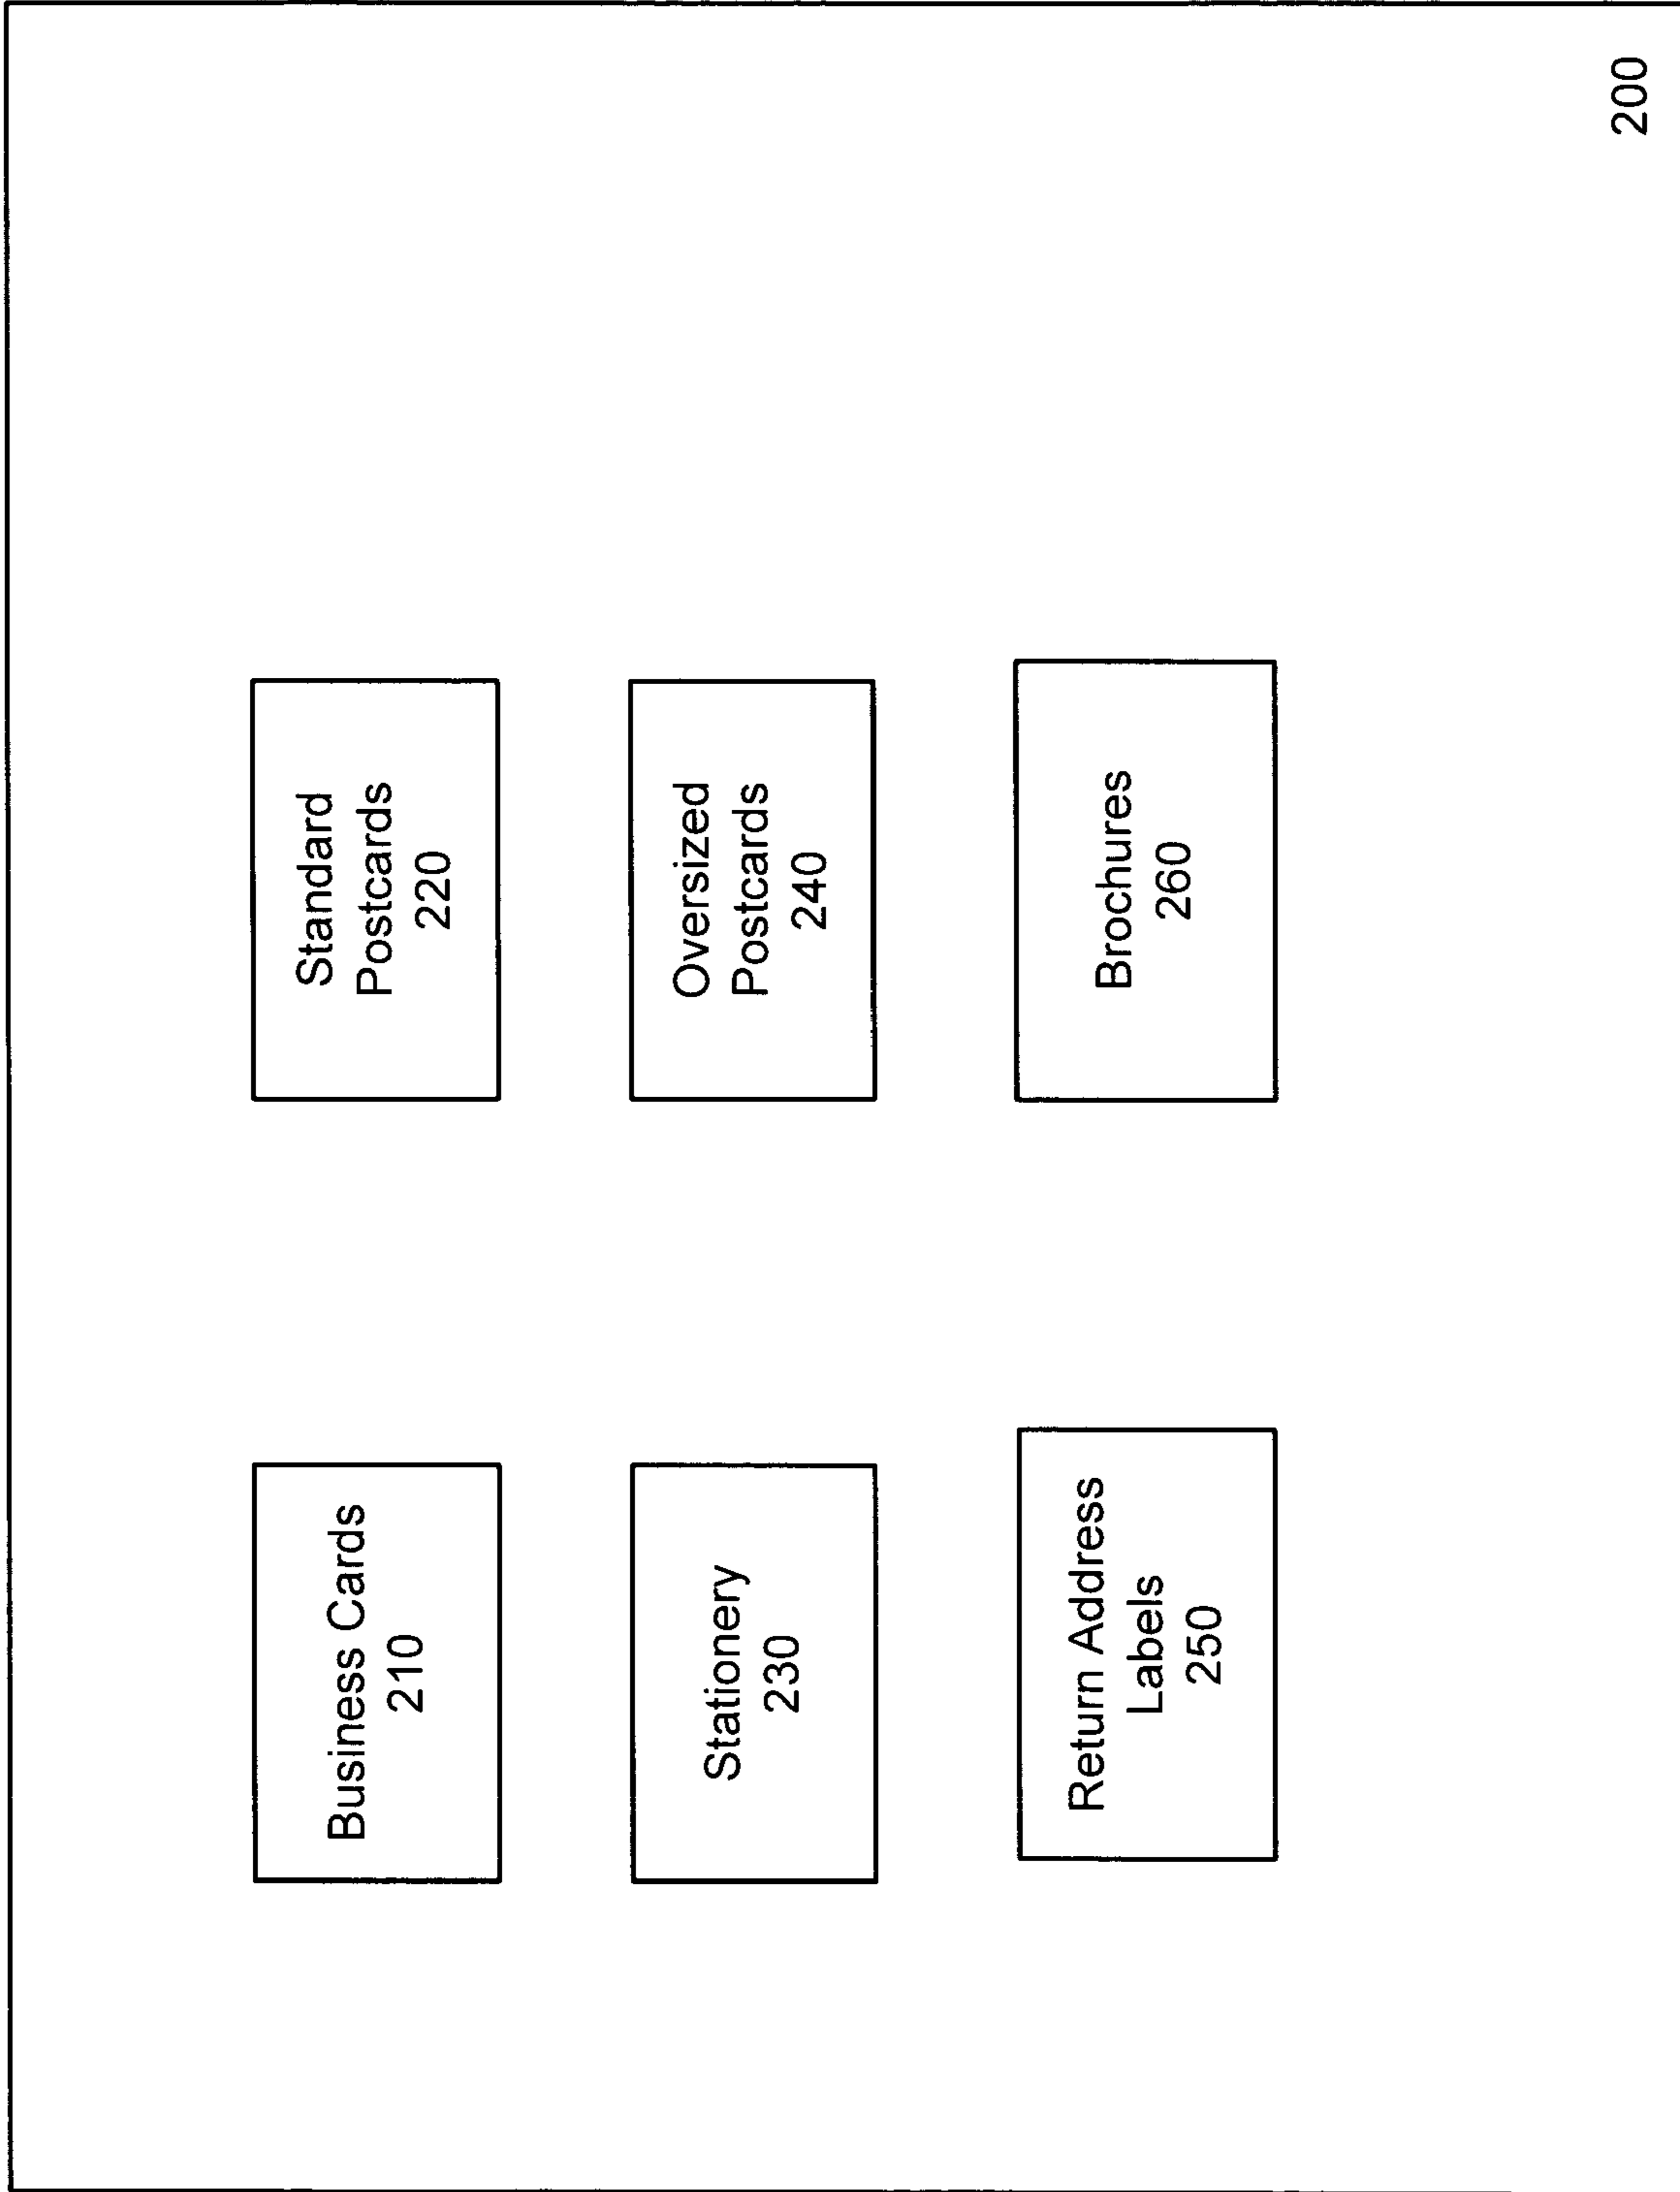 Business Cards
210
Standard
Postcards
220
Stationery
230
Oversized
Postcards
240
Return Address
Labels
250
Brochures
260
200